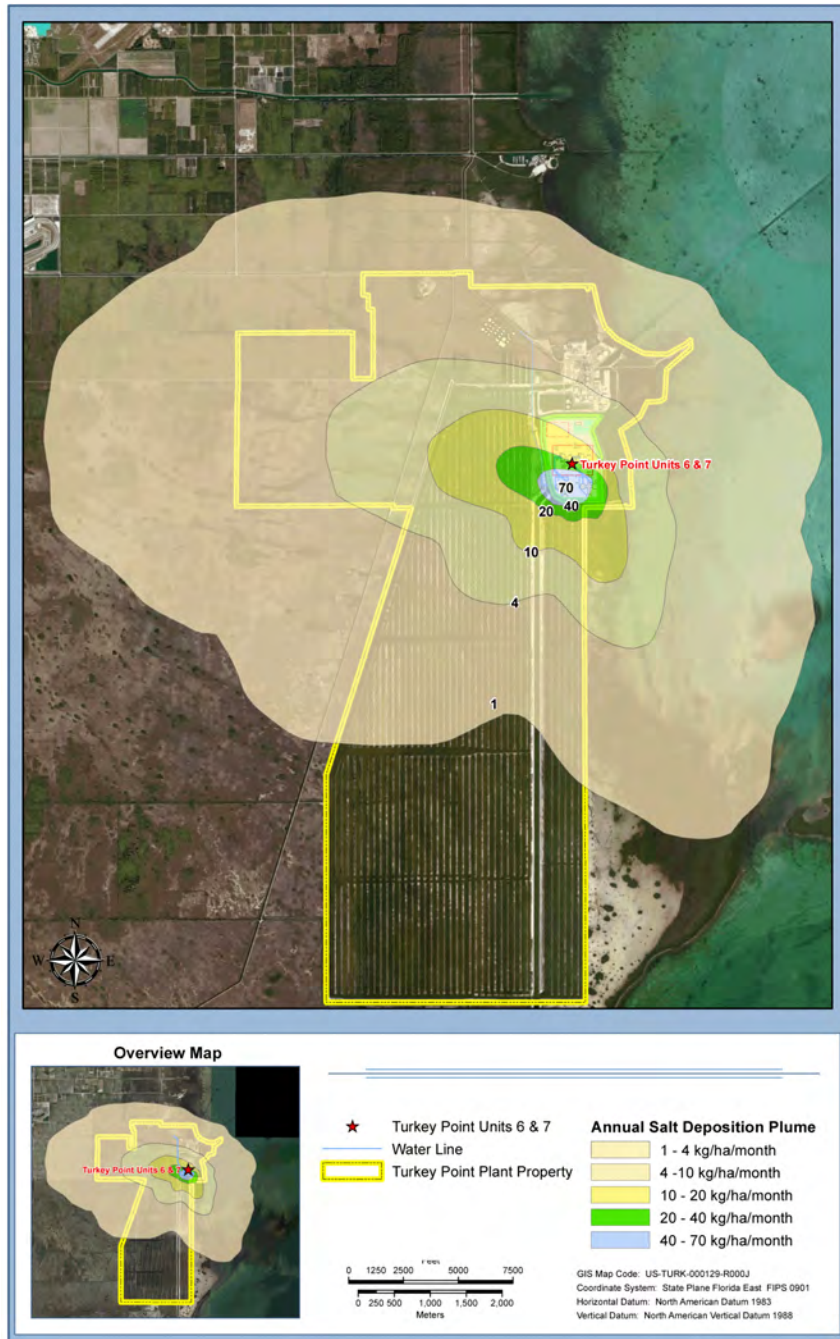 Turkey Point Units 6 & 7
70
40
20
10
4
1
N
W E
S
Overview Map
Turkey Point Units 6 & 7
Turkey Point Units 6 & 7
Water Line
Turkey Point Plant Property
0 1250 2500 5000 7500
0 250 500 1,000 1,500 2,000
Meters
Annual Salt Deposition Plume
1 - 4 kg/ha/month
4 -10 kg/ha/month
10 - 20 kg/ha/month
20 - 40 kg/ha/month
40 - 70 kg/ha/month
GIS Map Code: US-TURK-000129-R000J
Coordinate System: State Plane Florida East FIPS 0901
Horizontal Datum: North American Datum 1983
Vertical Datum: North American Vertical Datum 1988